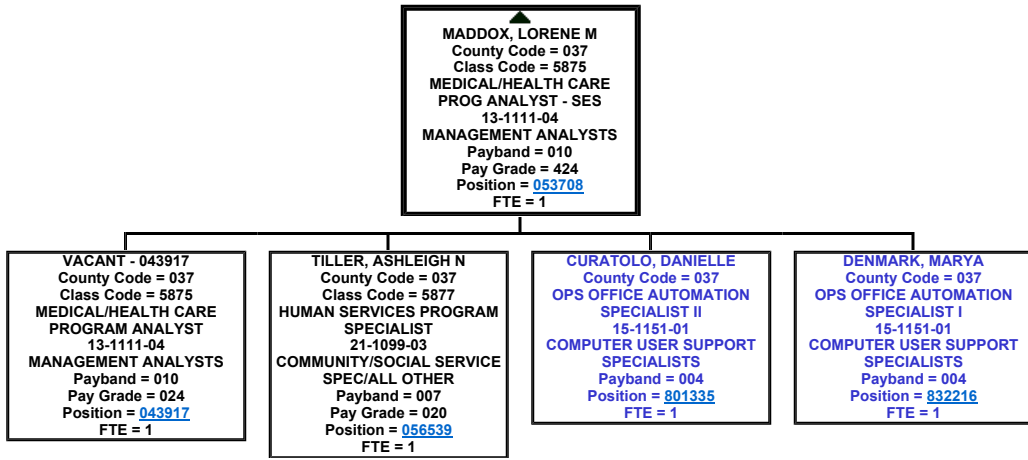 MADDOX, LORENE M
County Code = 037
Class Code = 5875
MEDICAL/HEALTH CARE
PROG ANALYST - SES
13-1111-04
MANAGEMENT ANALYSTS
Payband = 010
Pay Grade = 424
Position = 053708
FTE = 1
VACANT - 043917
County Code = 037
Class Code = 5875
MEDICAL/HEALTH CARE
PROGRAM ANALYST
13-1111-04
MANAGEMENT ANALYSTS
Payband = 010
Pay Grade = 024
Position = 043917
FTE = 1
TILLER, ASHLEIGH N
County Code = 037
Class Code = 5877
HUMAN SERVICES PROGRAM
SPECIALIST
21-1099-03
COMMUNITY/SOCIAL SERVICE
SPEC/ALL OTHER
Payband = 007
Pay Grade = 020
Position = 056539
FTE = 1
CURATOLO, DANIELLE
County Code = 037
OPS OFFICE AUTOMATION
SPECIALIST II
15-1151-01
COMPUTER USER SUPPORT
SPECIALISTS
Payband = 004
Position = 801335
FTE = 1
DENMARK, MARYA
County Code = 037
OPS OFFICE AUTOMATION
SPECIALIST I
15-1151-01
COMPUTER USER SUPPORT
SPECIALISTS
Payband = 004
Position = 832216
FTE = 1